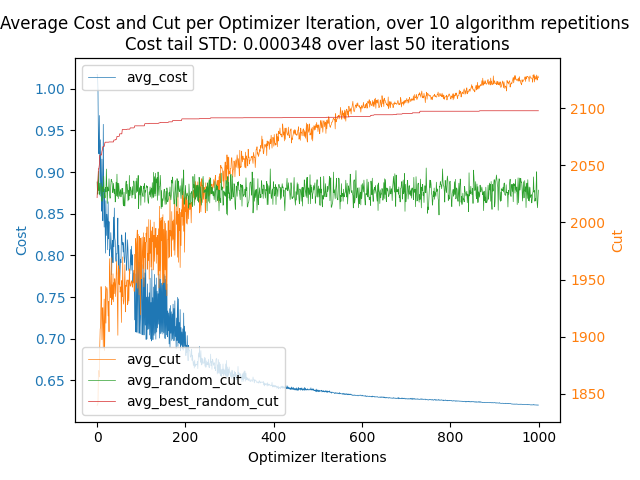 Average Cost and Cut per Optimizer Iteration, over 10 algorithm repetitions
Cost tail STD: 0.000348 over last 50 iterations
avg_cost
1.00
0.95
0.90
0.85
0.80
0.75
0.70
0.65
Cost
2100
2050
2000
1950
1900
1850
Cut
avg_cut
avg_random_cut
avg_best_random_cut
0 200 400 600 800 1000
Optimizer Iterations